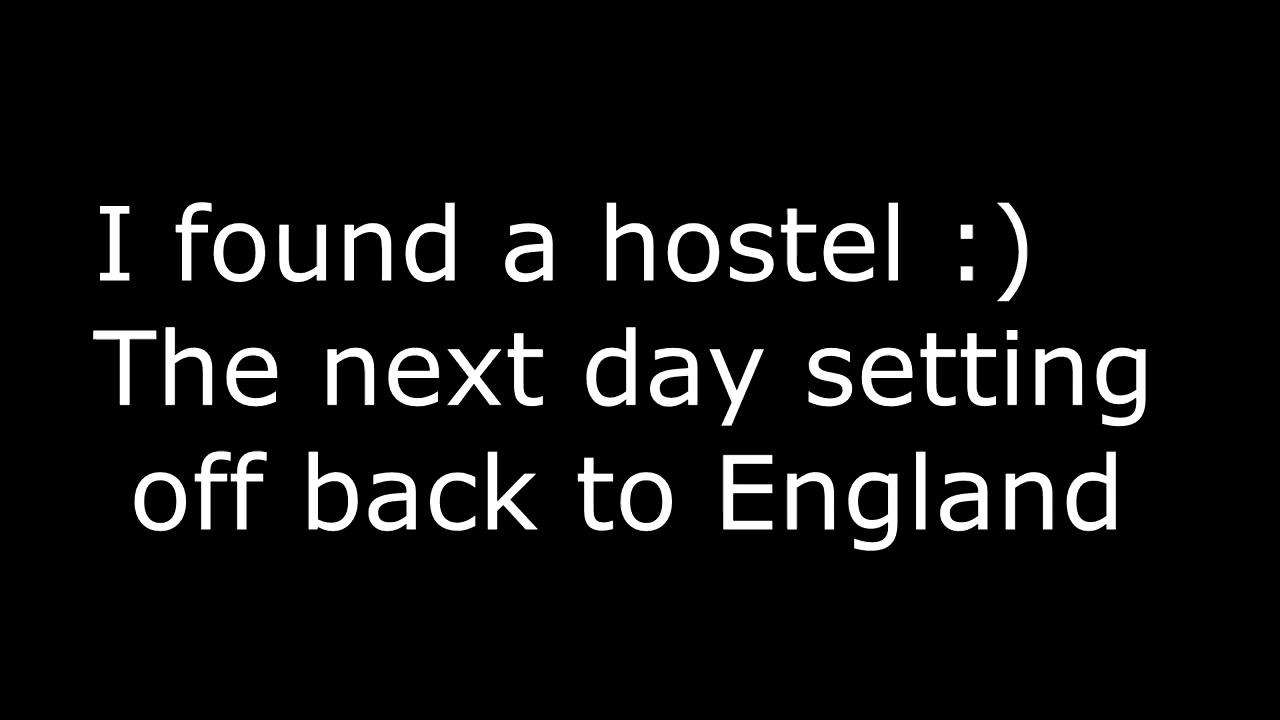 I found a hostel :)
The next day setting
off back to England